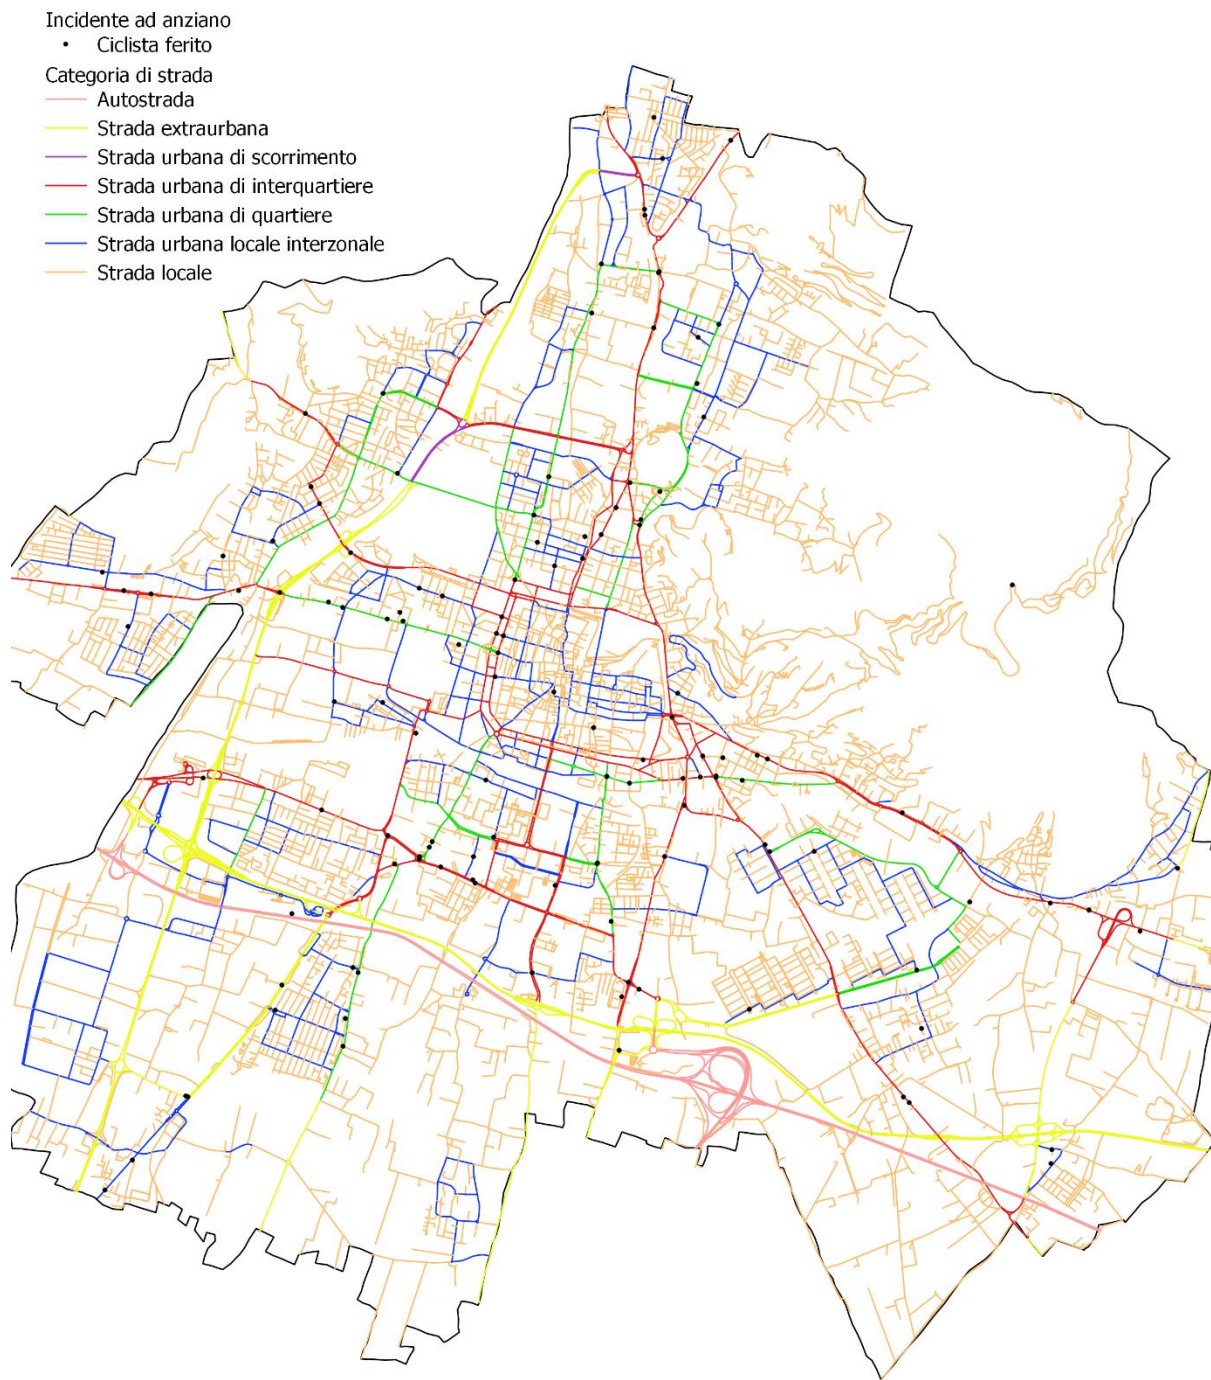 Incidente ad anziano
Ciclista ferito
Categoria di strada
Autostrada
Strada extraurbana
Strada urbana di scorrimento
Strada urbana di interquartiere
Strada urbana di quartiere
Strada urbana locale interzonale
Strada locale